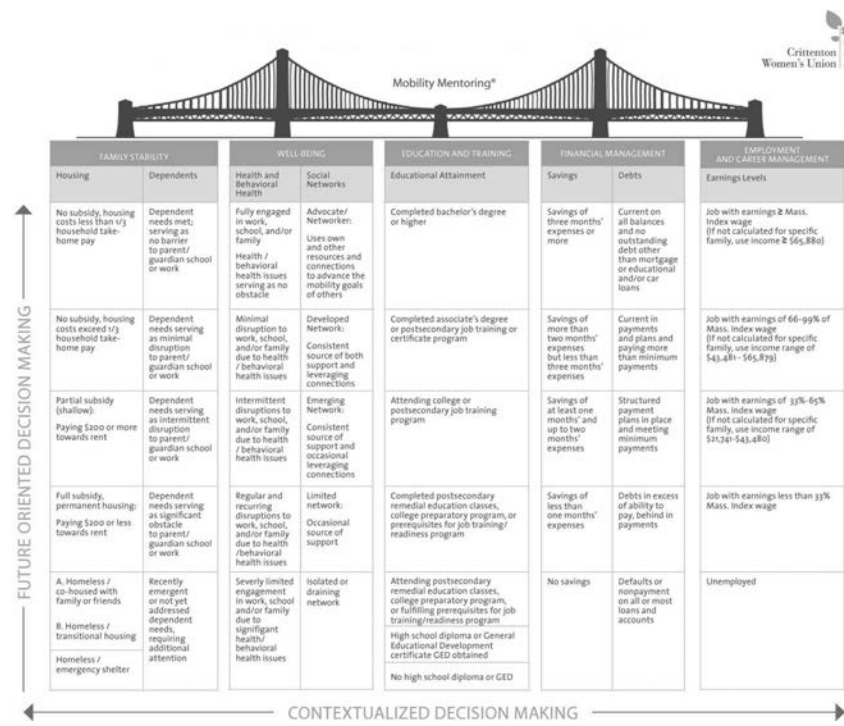 Crittenton
Women's Union
Mobility Mentoring®
FAMILY STABILITY
WELL-BEING
EDUCATION AND TRAINING
FINANCIAL MANAGEMENT
EMPLOYMENT
AND CAREER MANAGEMENT
Housing
Dependents
Health and
Behavioral
Health
Social
Networks
Educational Attainment
Savings
Debts
Earnings Levels
No subsidy, housing
costs less than 1/3
household take-
home pay
Dependent
needs met; serving
as no barrier
to parent/
guardian school
or work
Fully engaged
in work,
school, and/or
family
Health /
behavioral
health issues
serving as no
obstacle
Advocate/
Networker:
Uses own
and other
resources and
connections
to advance the
mobility goals
of others
Completed bachelor's degree
or higher
Savings of
three months'
expenses
or more
Current on
all balances
and no
outstanding
debt other
than mortgage
or educational
and/or car
loans
Job with earnings ≥ Mass.
Index wage
(If not calculated for specific
family, use income ≥ $65,880)
No subsidy, housing
costs exceed 1/3
household take-
home pay
Dependent
needs serving
as minimal
disruption
to parent/
guardian school
or work
Minimal
disruption to
work, school,
and/or family
due to health
/ behavioral
health issues
Developed
Network:
Consistent
source of both
support and
leveraging
connections
Completed associate's degree
or postsecondary job training or
certificate program
Savings of
more than
two months'
expenses
but less than
three months'
expenses
Current in
payments
and plans and
paying more
than minimum
payments
Job with earnings of 66-99% of
Mass. Index wage
(If not calculated for specific
family, use income range of
$43,481 - $65,879)
Partial subsidy
(shallow):
Paying $200 or more
towards rent
Dependent
needs serving
as intermittent
disruption
to parent/
guardian school
or work
Intermittent
disruptions to
work, school,
and/or family
due to health
/ behavioral
health issues
Emerging
Network:
Consistent
source of
support and
occasional
leveraging
connections
Attending college or
postsecondary job training
program
Savings of
at least one
months' and
up to two
months'
expenses
Structured
payment
plans in place
and meeting
minimum
payments
Job with earnings of 33%-65%
Mass. Index wage
(If not calculated for specific
family, use income range of
$21,741-$43,480)
Full subsidy,
permanent housing:
Paying $200 or less
towards rent
Dependent
needs serving
as significant
obstacle
to parent/
guardian school
or work
Regular and
recurring
disruptions to
work, school,
and/or family
due to health
/behavioral
health issues
Limited
network:
Occasional
source of
support
Completed postsecondary
remedial education classes,
college preparatory program, or
prerequisites for job training/
readiness program
Savings of
less than
one months'
expenses
Debts in excess
of ability to
pay, behind in
payments
Job with earnings less than 33%
Mass. Index wage
A. Homeless /
co-housed with
family or friends
B. Homeless /
transitional housing
Homeless /
emergency shelter
Recently
emergent
or not yet
addressed
dependent
needs,
requiring
additional
attention
Severly limited
engagement
in work, school
and/or family
due to
signifigant
health/
behavioral
health issues
Isolated or
draining
network
Attending postsecondary
remedial education classes,
college preparatory program,
or fulfilling prerequisites for job
training/readiness program
High school diploma or General
Educational Development
certificate GED obtained
No high school diploma or GED
No savings
Defaults or
nonpayment
on all or most
loans and
accounts
Unemployed
FUTURE ORIENTED DECISION MAKING
CONTEXTUALIZED DECISION MAKING